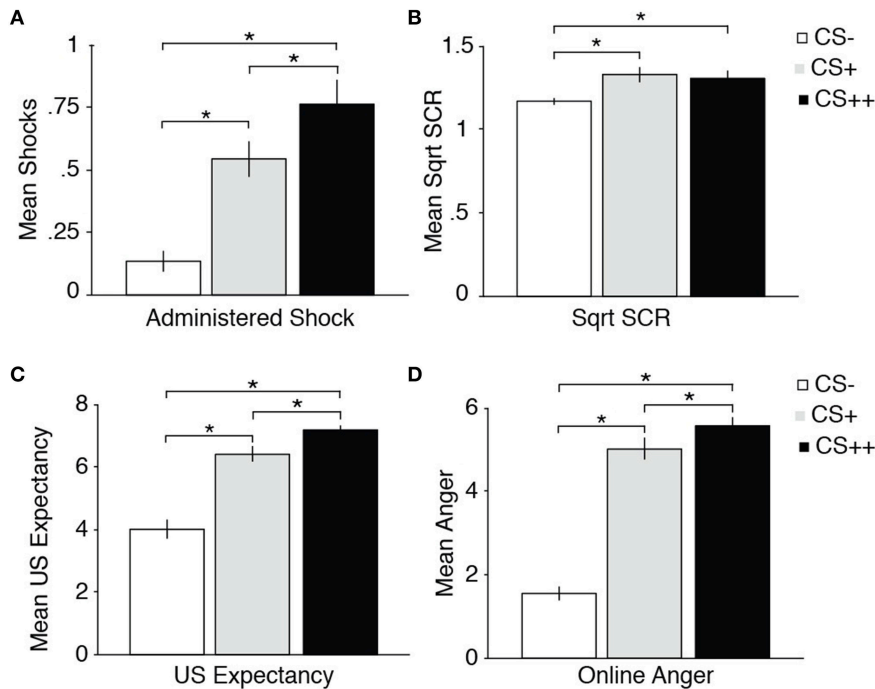 A
Mean Shocks
1
.75
.5
.25
0
*
*
*
Administered Shock
B
Mean Sqrt SCR
1.5
1
.5
0
*
*
Sqrt SCR
CS-
CS+
CS++
C
Mean US Expectancy
8
6
4
2
0
*
*
*
US Expectancy
D
Mean Anger
6
4
2
0
*
*
*
Online Anger
CS-
CS+
CS++